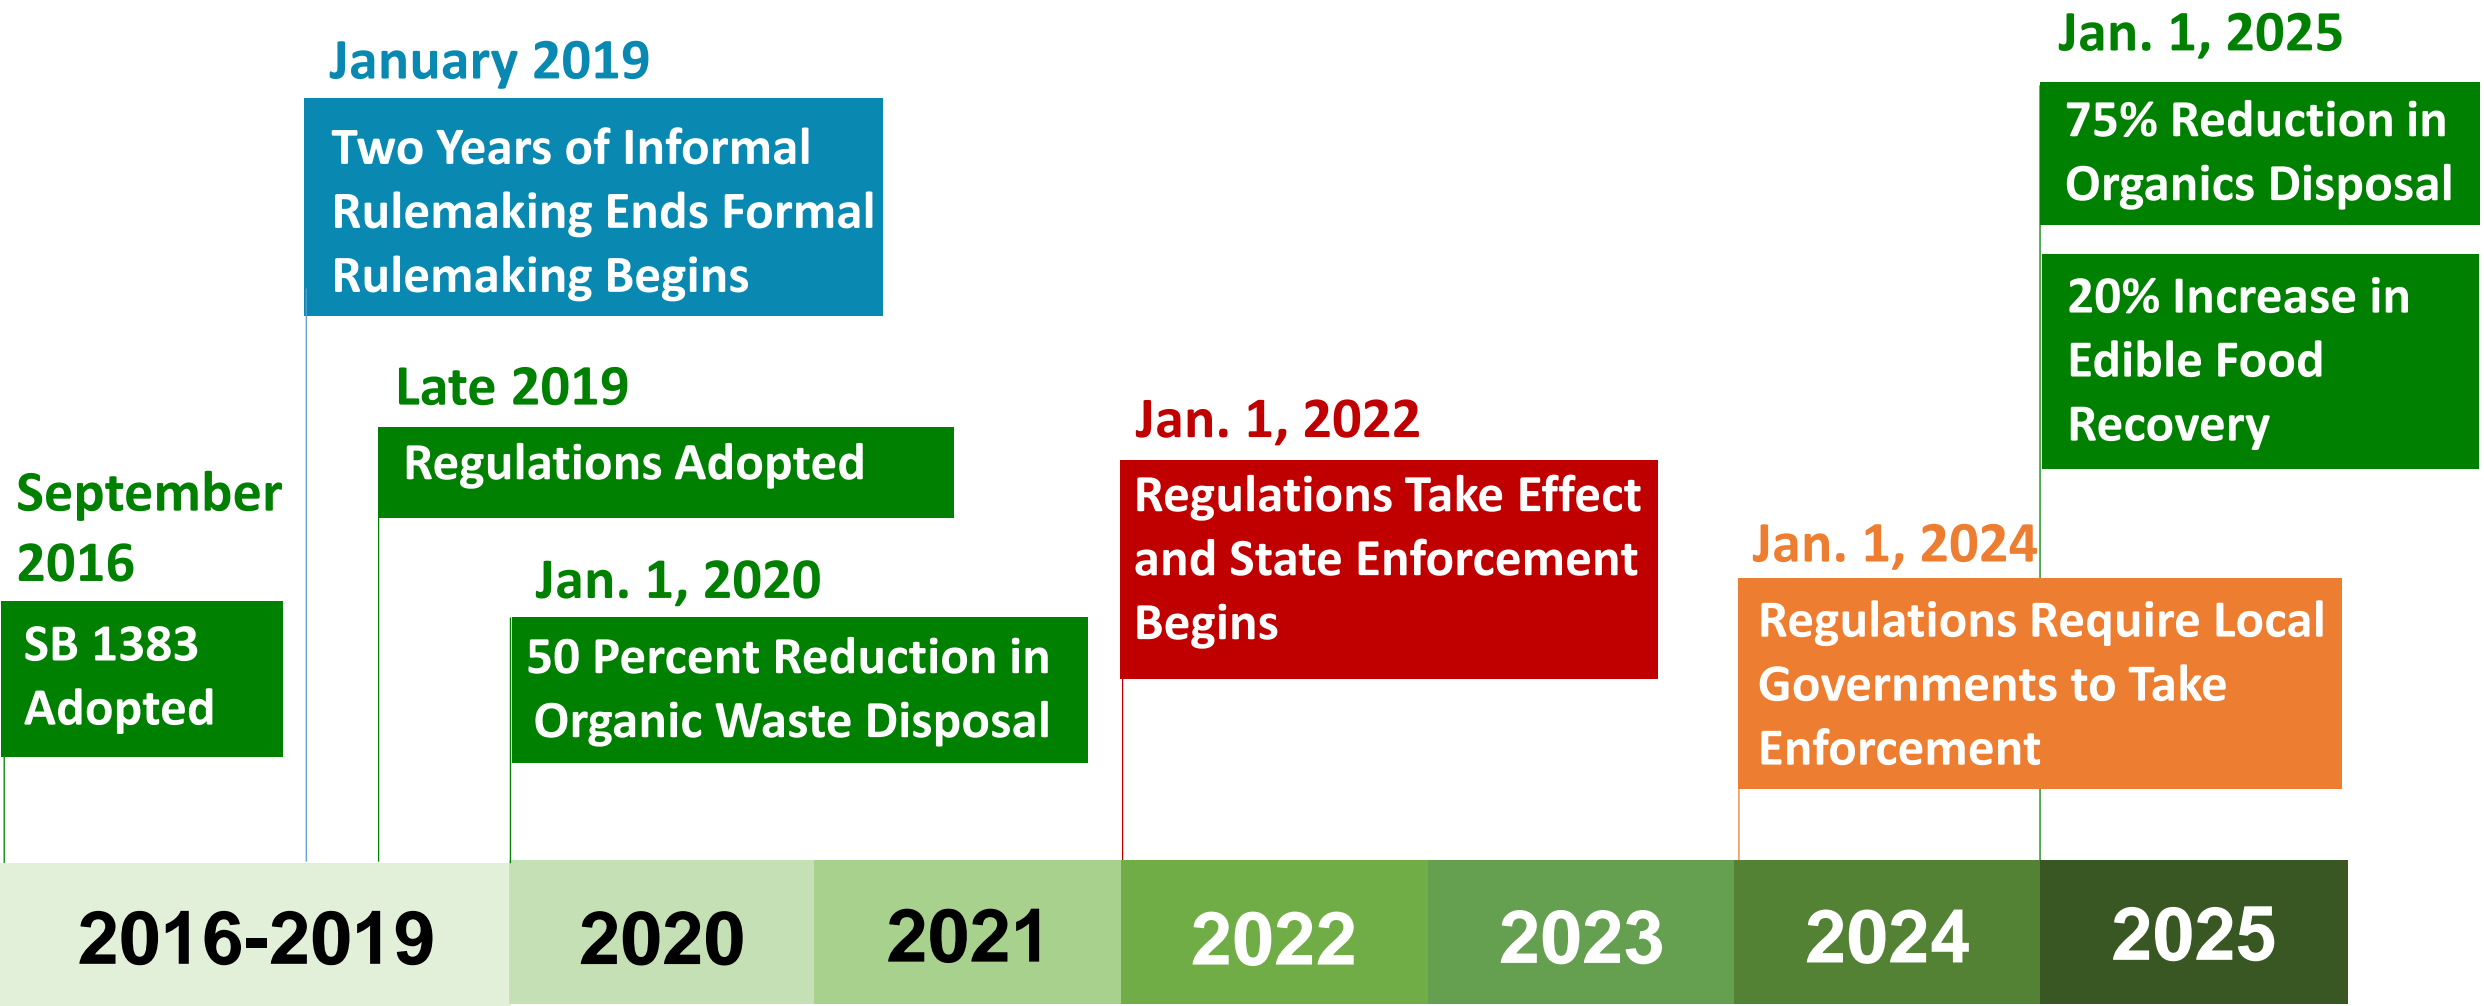 September
2016
SB 1383
Adopted
January 2019
Two Years of Informal
Rulemaking Ends Formal
Rulemaking Begins
Late 2019
Regulations Adopted
Jan. 1, 2020
50 Percent Reduction in
Organic Waste Disposal
Jan. 1, 2022
Regulations Take Effect
and State Enforcement
Begins
Jan. 1, 2024
Regulations Require Local
Governments to Take
Enforcement
Jan. 1, 2025
75% Reduction in
Organics Disposal
20% Increase in
Edible Food
Recovery
2016-2019
2020
2021
2022
2023
2024
2025